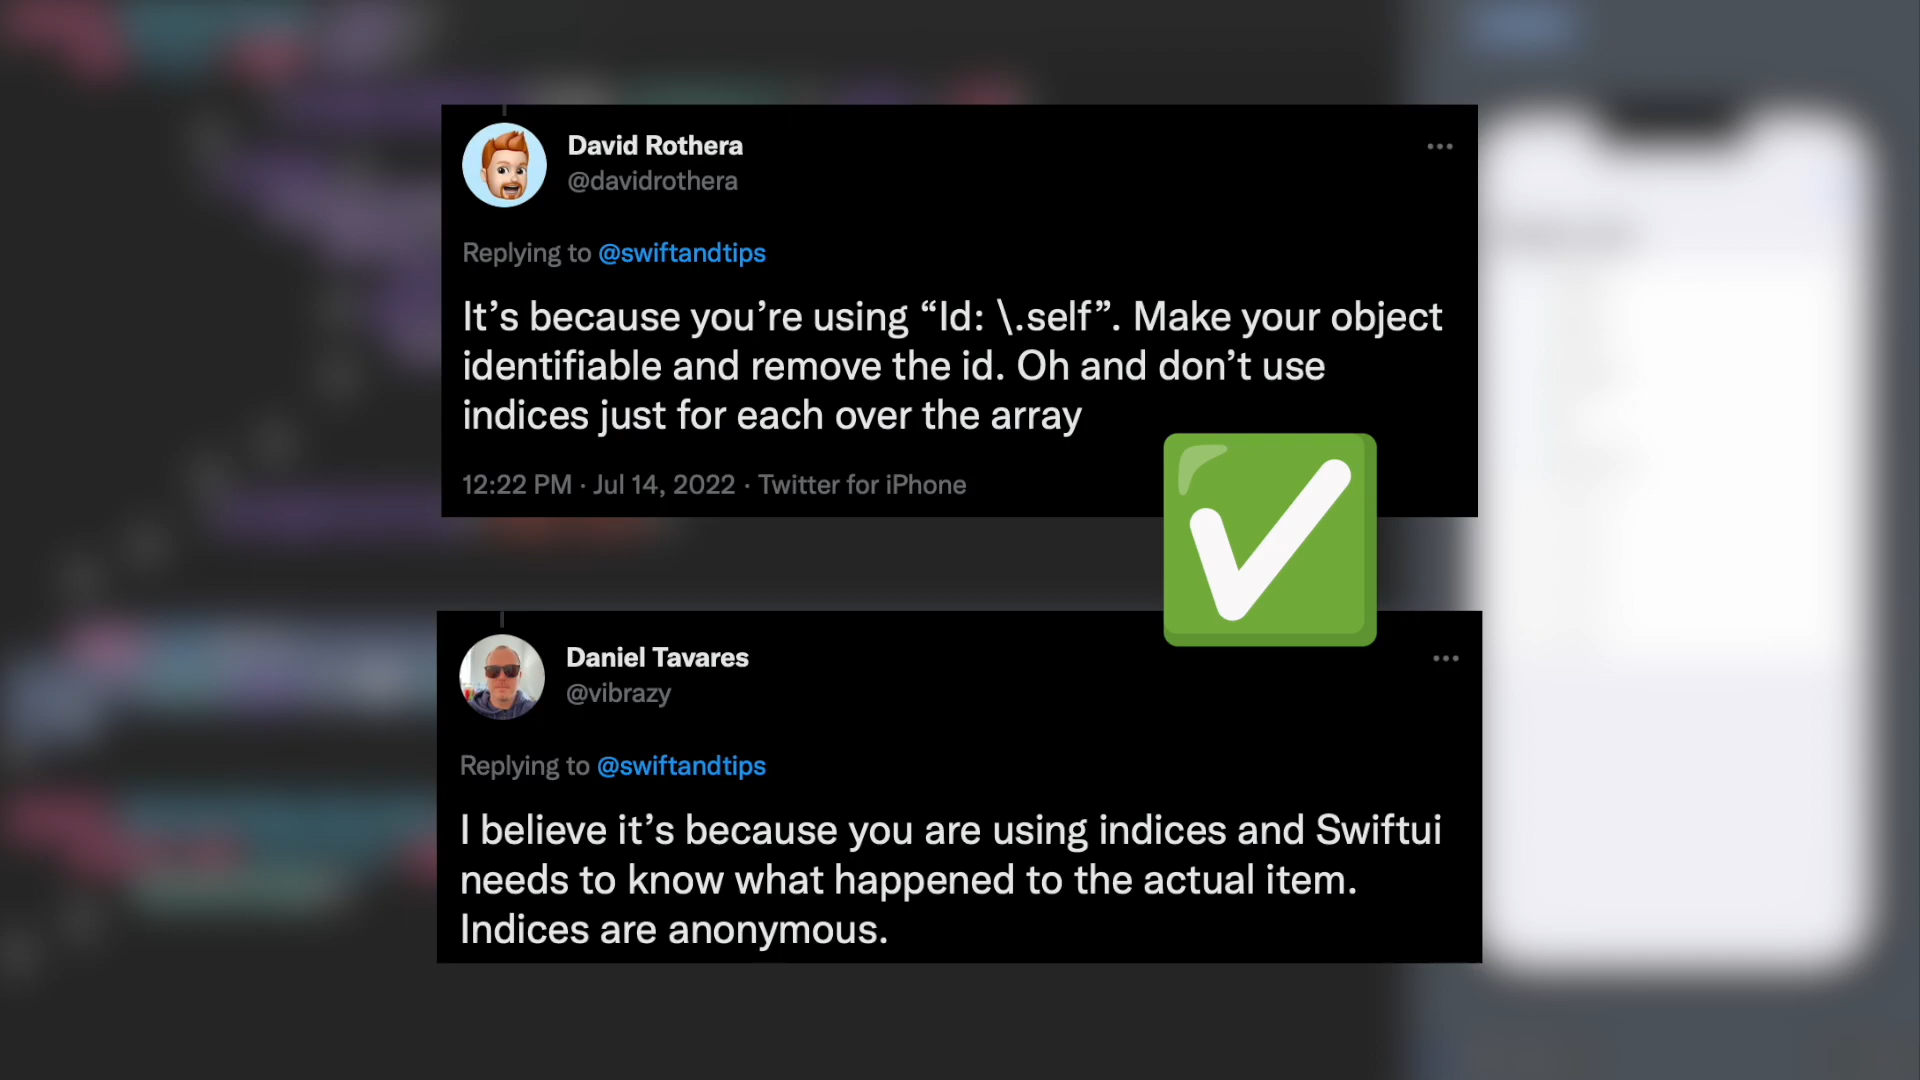 David Rothera
@davidrothera
Replying to @swiftandtips
It’s because you’re using “Id: \.self”. Make your object
identifiable and remove the id. Oh and don’t use
indices just for each over the array
12:22 PM · Jul 14, 2022 · Twitter for iPhone
Daniel Tavares
@vibrazy
Replying to @swiftandtips
I believe it’s because you are using indices and Swiftui
needs to know what happened to the actual item.
Indices are anonymous.